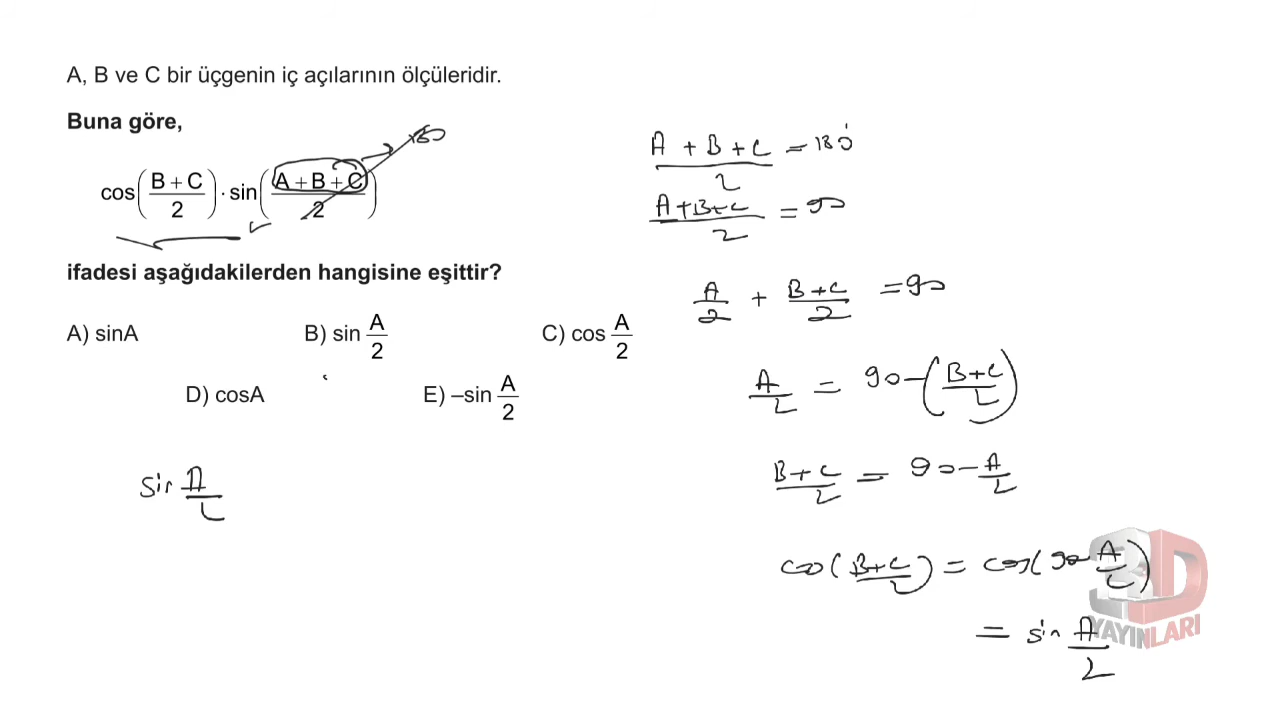 A, B ve C bir üçgenin iç açılarının ölçüleridir.
Buna göre,
cos((B+C)/2) · sin((A+B+C)/2)
180
ifadesi aşağıdakilerden hangisine eşittir?
A) sinA B) sin A/2 C) cos A/2
D) cosA E) –sin A/2
sin A/2
(A+B+C)/2 = 180°
(A+B+C)/2 = 90
A/2 + (B+C)/2 = 90
A/2 = 90-((B+C)/2)
(B+C)/2 = 90-A/2
cos((B+C)/2) = cos(90-A/2)
= sin A/2
3D
YAYINLARI